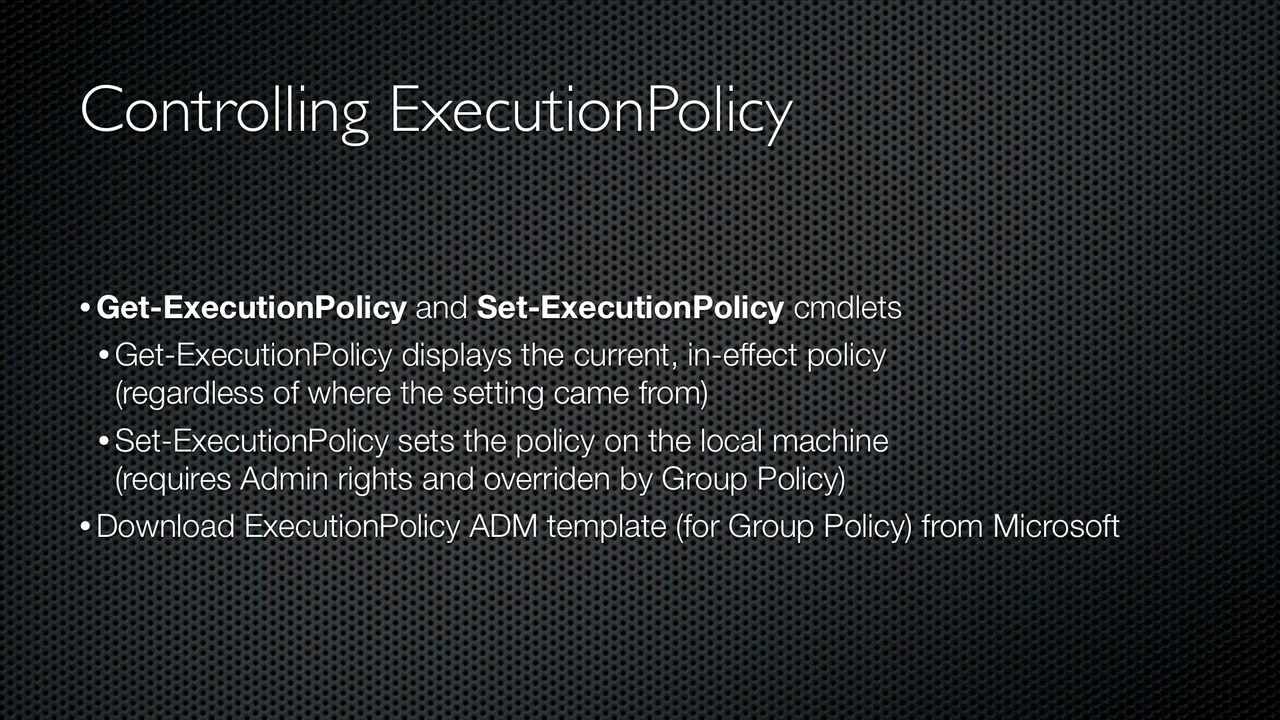 Controlling ExecutionPolicy
• Get-ExecutionPolicy and Set-ExecutionPolicy cmdlets
• Get-ExecutionPolicy displays the current, in-effect policy
(regardless of where the setting came from)
• Set-ExecutionPolicy sets the policy on the local machine
(requires Admin rights and overriden by Group Policy)
• Download ExecutionPolicy ADM template (for Group Policy) from Microsoft